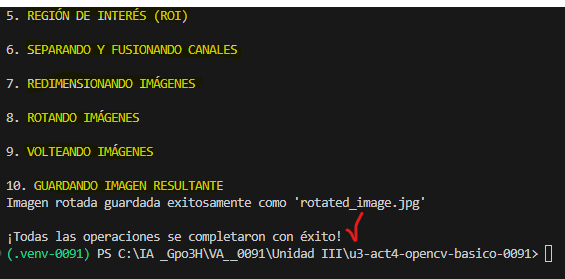 5. REGIÓN DE INTERÉS (ROI)
6. SEPARANDO Y FUSIONANDO CANALES
7. REDIMENSIONANDO IMÁGENES
8. ROTANDO IMÁGENES
9. VOLTEANDO IMÁGENES
10. GUARDANDO IMAGEN RESULTANTE
Imagen rotada guardada exitosamente como 'rotated_image.jpg'
¡Todas las operaciones se completaron con éxito!
(.venv-0091) PS C:\IA _Gpo3H\VA__0091\Unidad III\u3-act4-opencv-basico-0091>